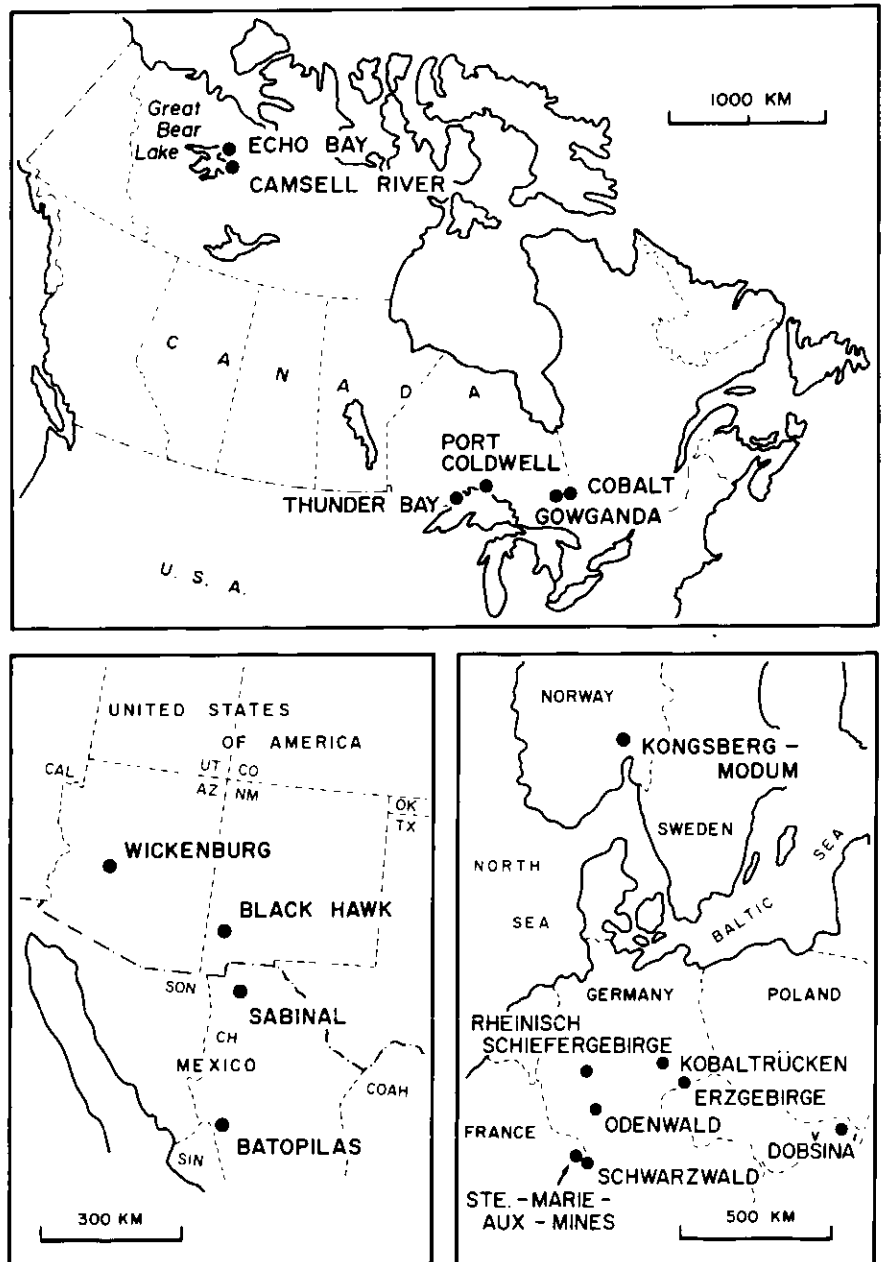 1000 KM
Great
Bear
Lake
ECHO BAY
CAMSELL RIVER
C A N A D A
PORT
COLDWELL
THUNDER BAY
COBALT
GOWGANDA
U. S. A.
UNITED STATES
OF AMERICA
CAL
UT
CO
AZ
NM
OK
TX
WICKENBURG
BLACK HAWK
SON
SABINAL
CH
MEXICO
COAH
BATOPILAS
SIN
300 KM
NORWAY
KONGSBERG –
MODUM
SWEDEN
NORTH
SEA
BALTIC
SEA
GERMANY
POLAND
RHEINISCH
SCHIEFERGEBIRGE
KOBALTRÜCKEN
ERZGEBIRGE
ODENWALD
FRANCE
DOBŠINA
SCHWARZWALD
STE. - MARIE -
AUX - MINES
500 KM